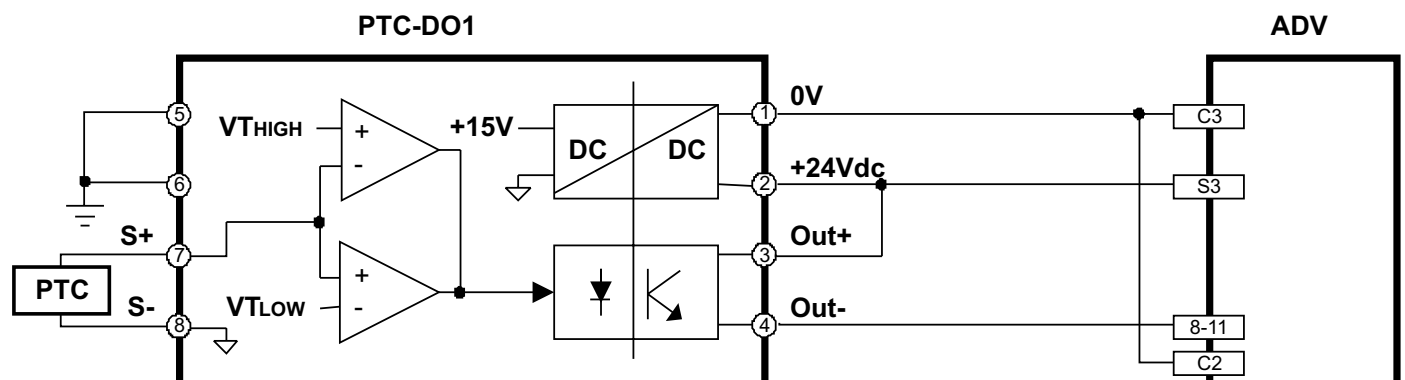 PTC-DO1
ADV
5
VTHIGH
+
-
+15V
DC
DC
1
0V
C3
6
2
+24Vdc
S3
S+
7
+
-
3
Out+
PTC
VTLOW
S-
8
4
Out-
8-11
C2